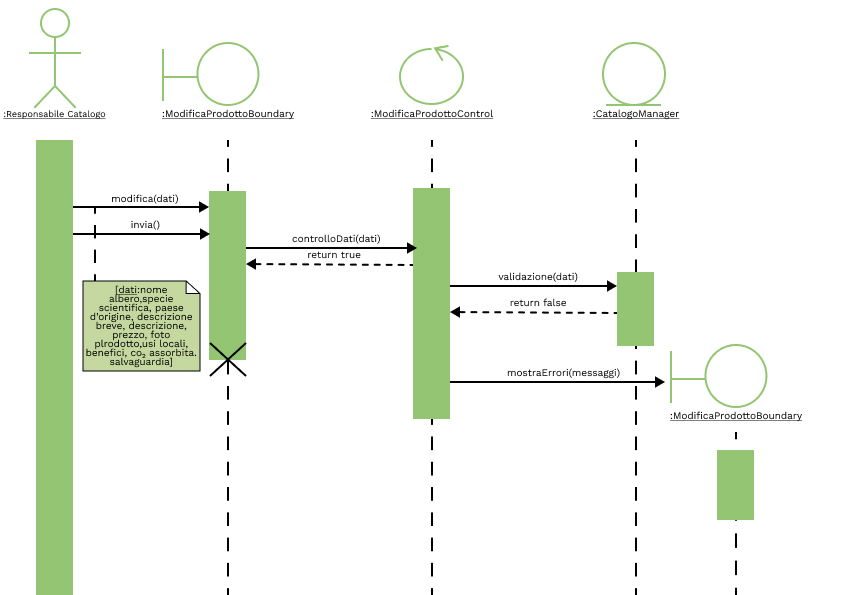 :Responsabile Catalogo
:ModificaProdottoBoundary
:ModificaProdottoControl
:CatalogoManager
modifica(dati)
invia()
controlloDati(dati)
return true
validazione(dati)
return false
[dati:nome
albero,specie
scientifica, paese
d'origine, descrizione
breve, descrizione,
prezzo, foto
plrodotto,usi locali,
benefici, co₂ assorbita.
salvaguardia]
mostraErrori(messaggi)
:ModificaProdottoBoundary